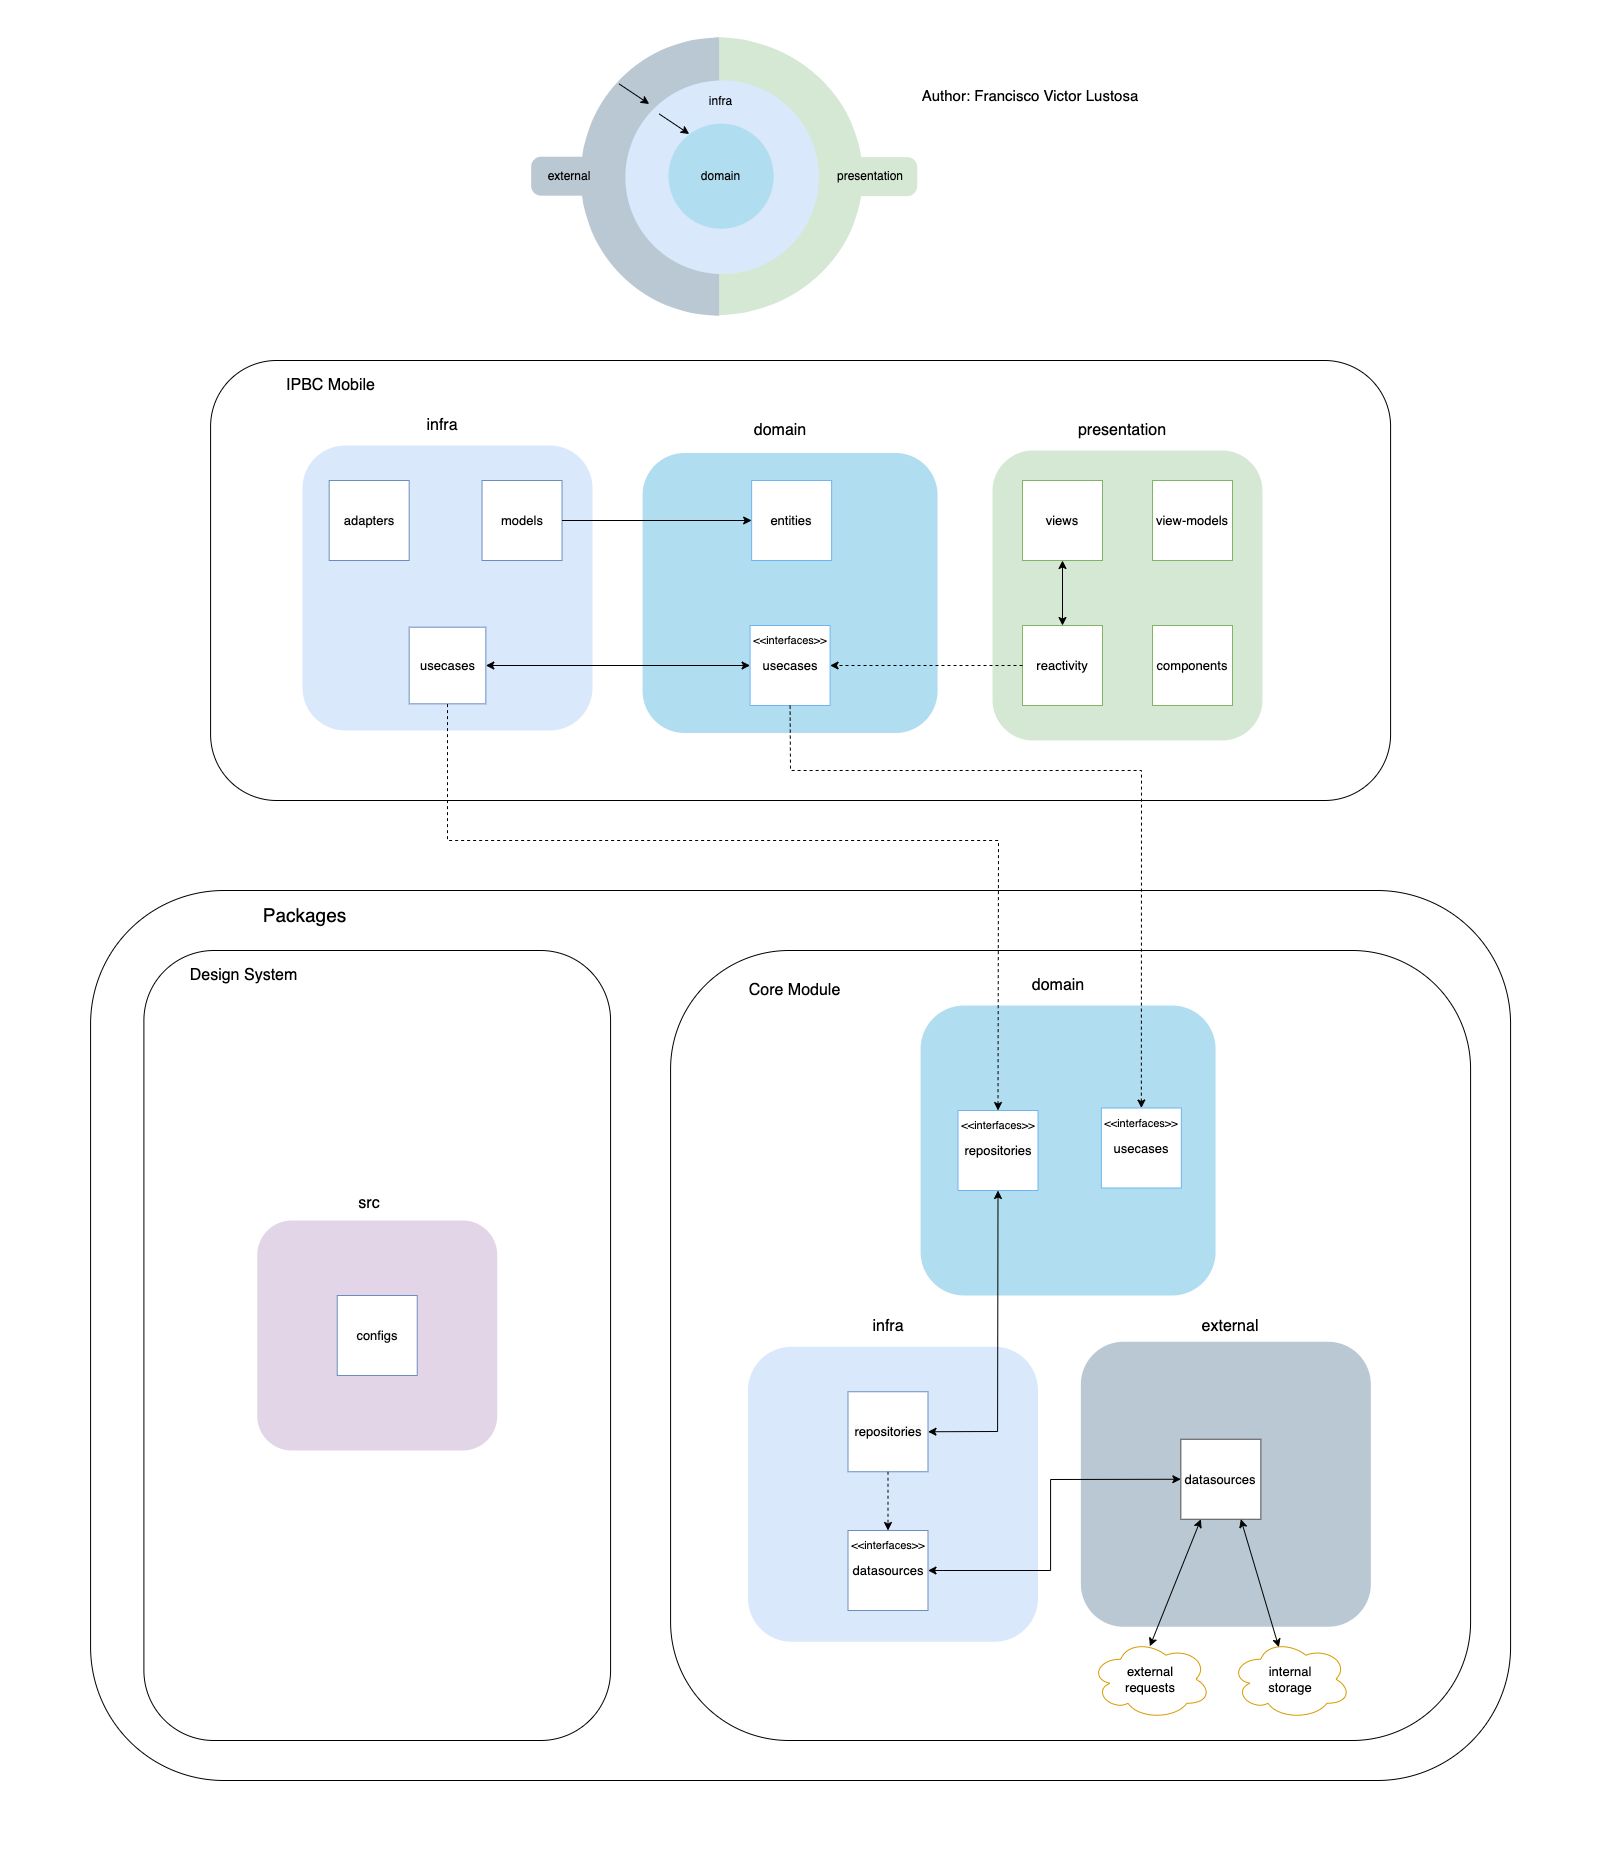 infra
Author: Francisco Victor Lustosa
external
domain
presentation
IPBC Mobile
infra
domain
presentation
adapters
models
entities
views
view-models
usecases
<<interfaces>>
usecases
reactivity
components
Packages
Design System
Core Module
domain
<<interfaces>>
repositories
<<interfaces>>
usecases
src
configs
infra
external
repositories
datasources
<<interfaces>>
datasources
external
requests
internal
storage